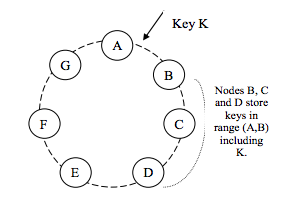 Key K
A
B
C
D
E
F
G
Nodes B, C
and D store
keys in
range (A,B)
including
K.